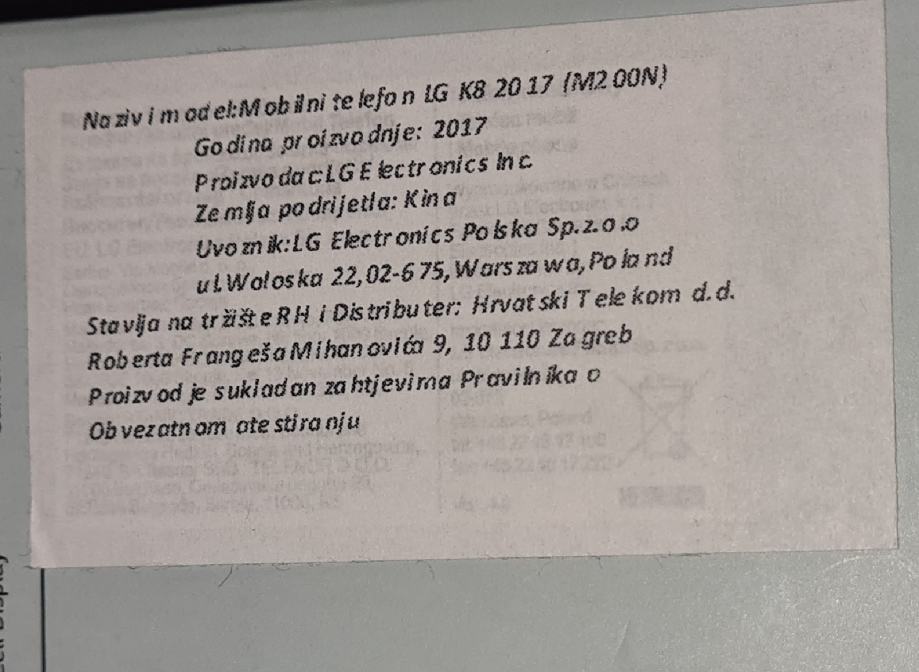 Naziv i model:Mobilni telefon LG K8 2017 (M200N)
Godina proizvodnje: 2017
Proizvodac:LG Electronics Inc
Zemlja podrijetla: Kina
Uvoznik:LG Electronics Polska Sp.z.o.o
ul.Woloska 22,02-675,Warszawa,Poland
Stavlja na tržište RH i Distributer: Hrvatski Telekom d.d.
Roberta Frangeša Mihanovića 9, 10 110 Zagreb
Proizvod je sukladan zahtjevima Pravilnika o
Obvezatnom atestiranju